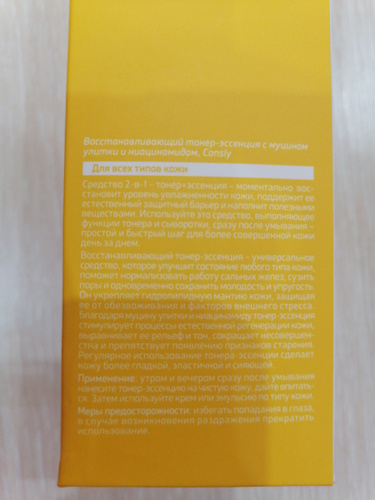 Восстанавливающий тонер-эссенция с муцином
улитки и ниацинамидом, Consly
Для всех типов кожи
Средство 2-в-1 - тонер+эссенция - моментально вос-
становит уровень увлажненности кожи, поддержит ее
естественный защитный барьер и наполнит полезными
веществами. Используйте это средство, выполняющее
функции тонера и сыворотки, сразу после умывания –
простой и быстрый шаг для более совершенной кожи
день за днем.
Восстанавливающий тонер-эссенция – универсальное
средство, которое улучшит состояние любого типа кожи,
поможет нормализовать работу сальных желез, сузить
поры и одновременно сохранить молодость и упругость.
Он укрепляет гидролипидную мантию кожи, защищая
ее от обезвоживания и факторов внешнего стресса.
Благодаря муцину улитки и ниацинамиду тонер-эссенция
стимулирует процессы естественной регенерации кожи,
выравнивает ее рельеф и тон, сокращает несовершен-
ства и препятствует появлению признаков старения.
Регулярное использование тонера-эссенции сделает
кожу более гладкой, эластичной и сияющей.
Применение: утром и вечером сразу после умывания
нанесите тонер-эссенцию на чистую кожу, дайте впитать-
ся. Затем используйте крем или эмульсию по типу кожи.
Меры предосторожности: избегать попадания в глаза,
в случае возникновения раздражения прекратить
использование.